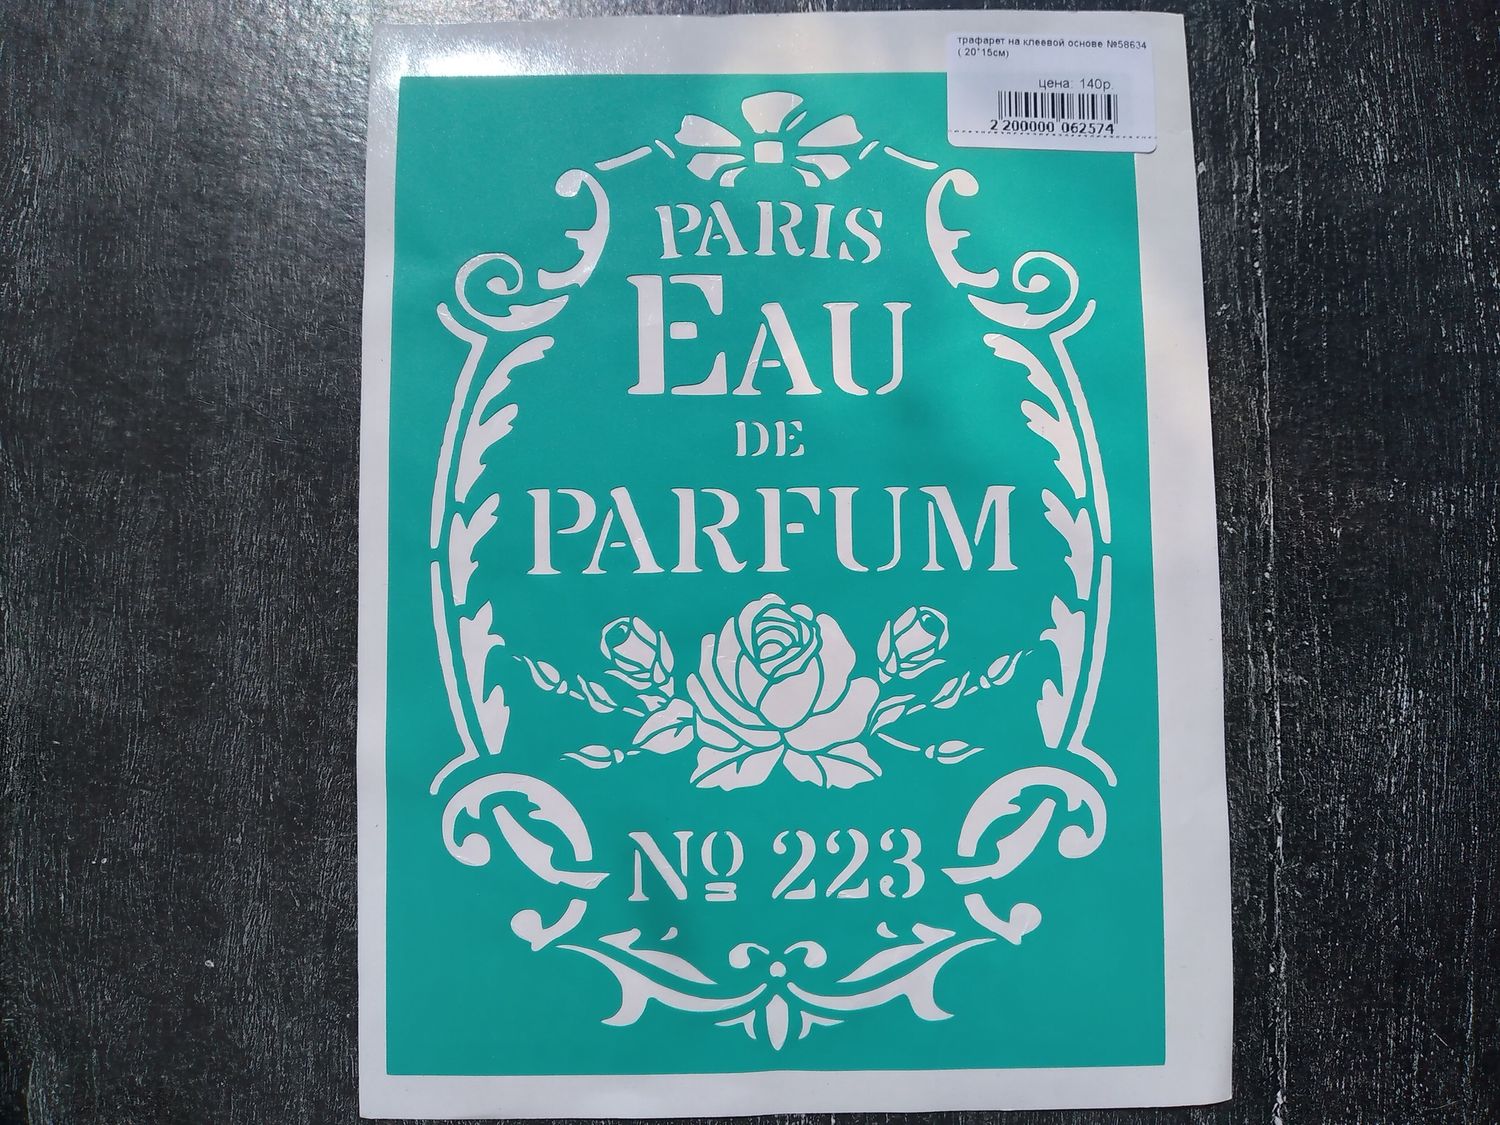 трафарет на клеевой основе №58634
( 20*15см)
цена: 140р.
2 200000 062574
PARIS
EAU
DE
PARFUM
Nº 223